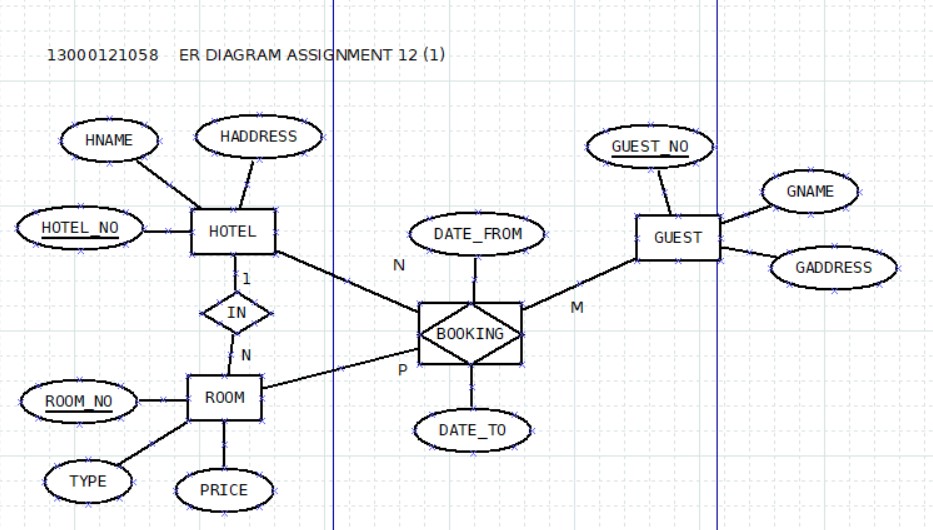 13000121058 ER DIAGRAM ASSIGNMENT 12 (1)
HNAME
HADDRESS
HOTEL_NO
HOTEL
1
IN
N
ROOM
ROOM_NO
TYPE
PRICE
DATE_FROM
N
BOOKING
M
P
DATE_TO
GUEST_NO
GNAME
GUEST
GADDRESS